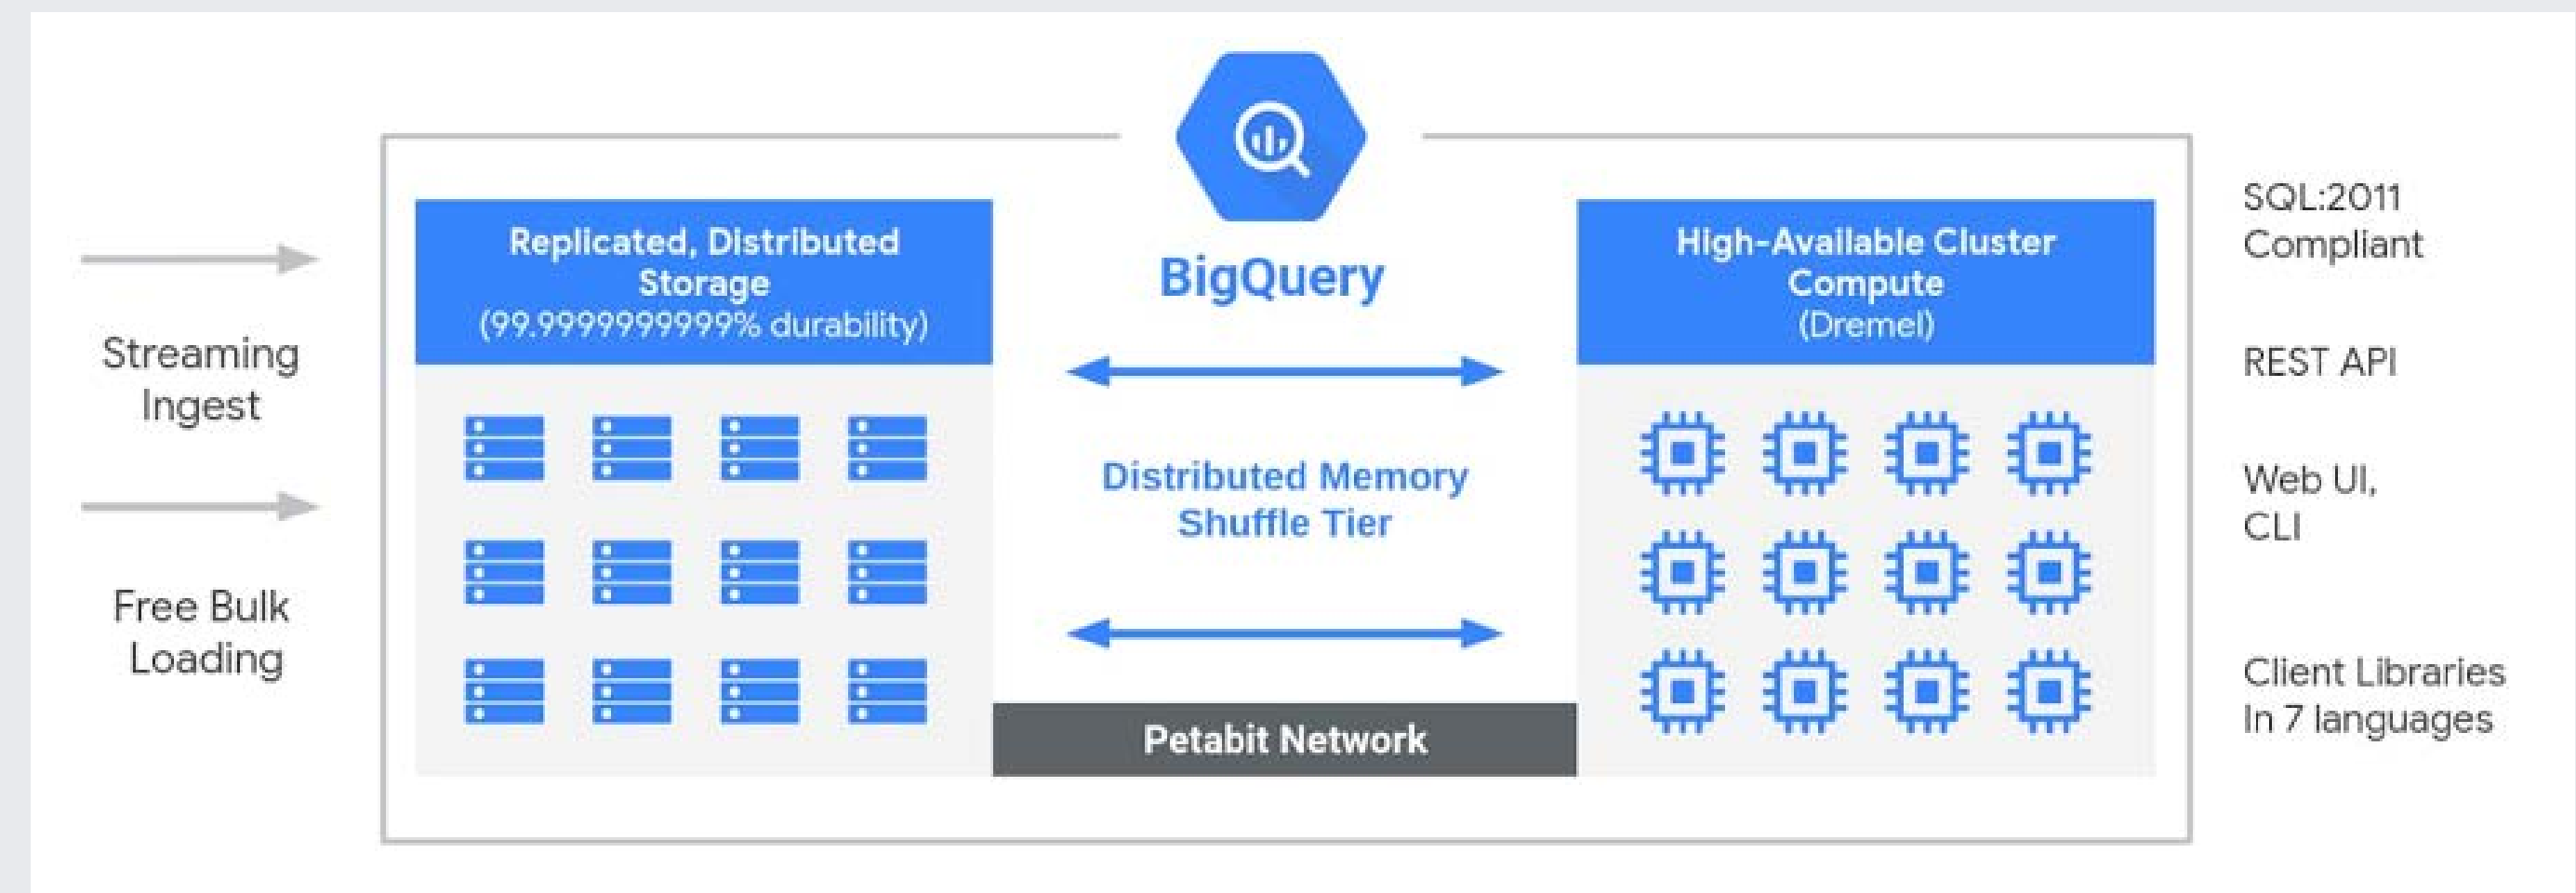 BigQuery
Streaming
Ingest
Free Bulk
Loading
Replicated, Distributed
Storage
(99.9999999999% durability)
Distributed Memory
Shuffle Tier
Petabit Network
High-Available Cluster
Compute
(Dremel)
SQL:2011
Compliant
REST API
Web UI,
CLI
Client Libraries
In 7 languages